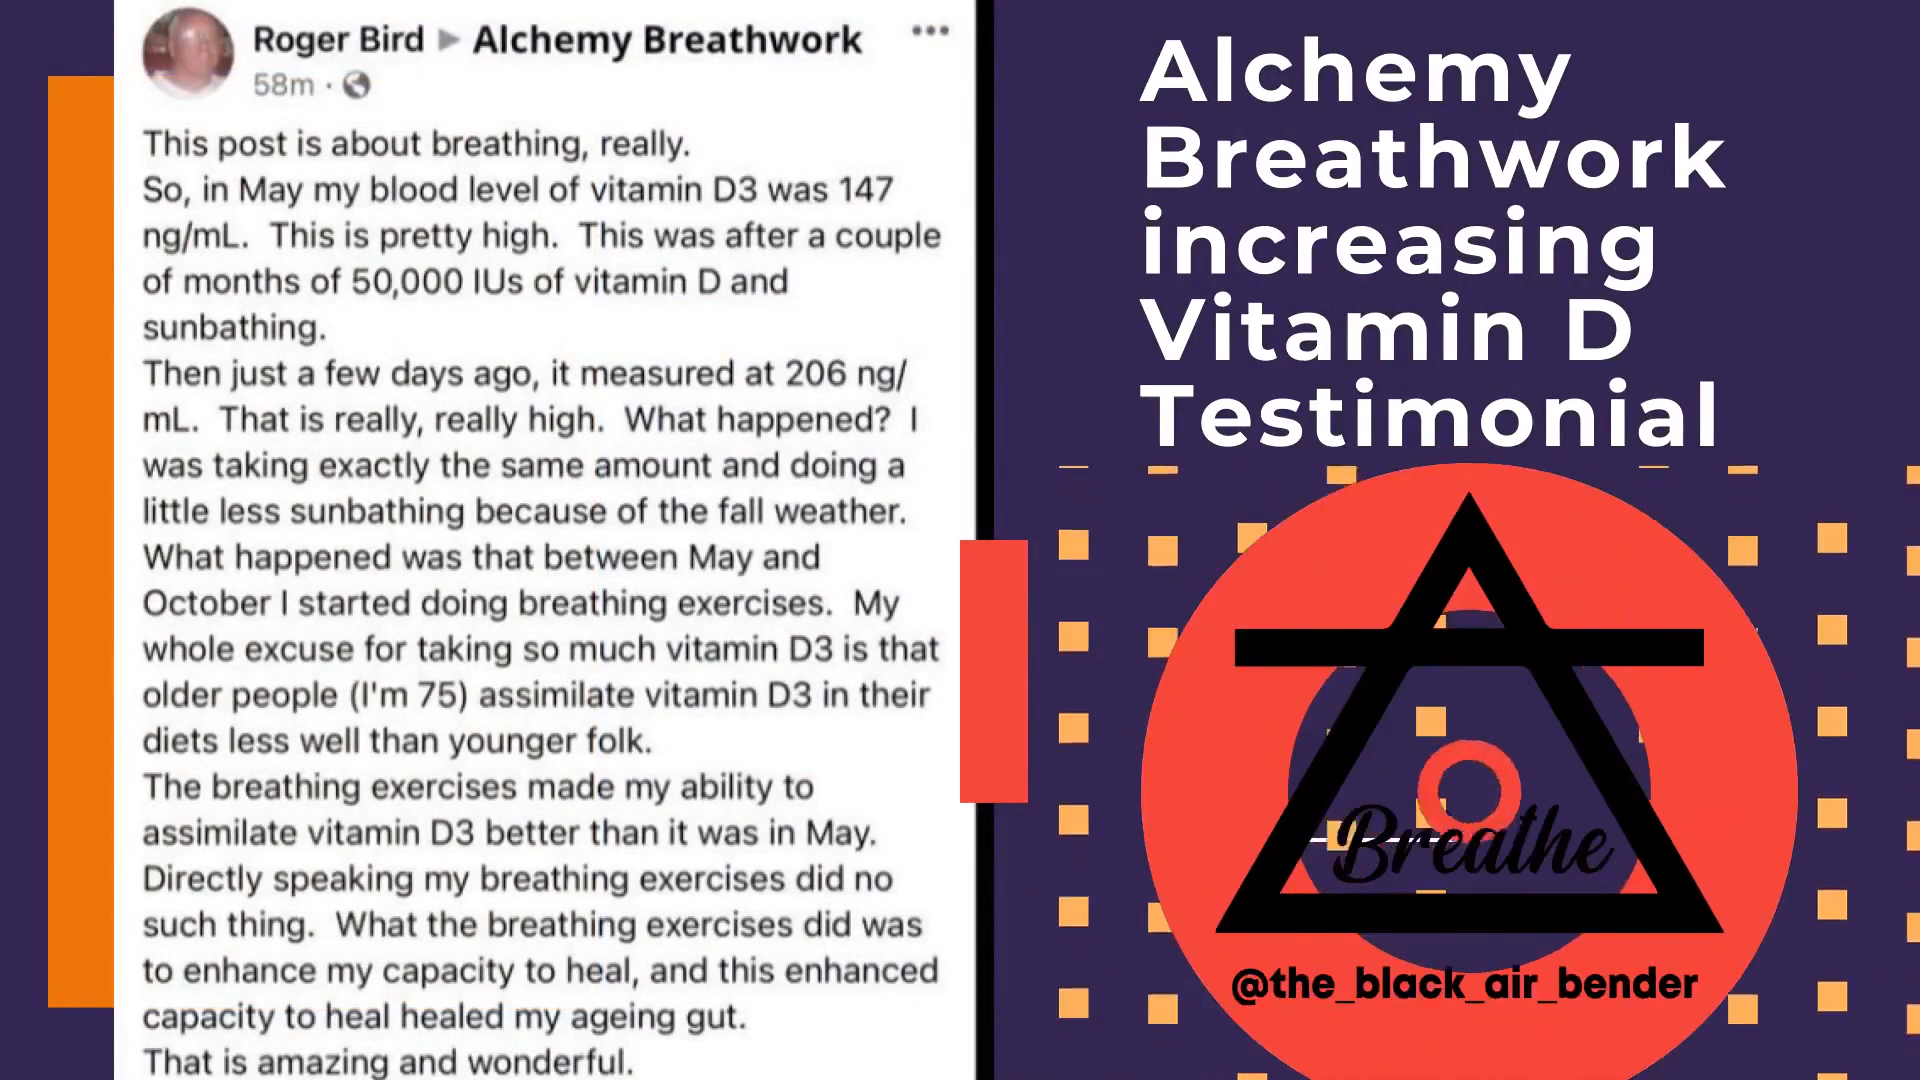 Roger Bird ▸ Alchemy Breathwork
58m ·
This post is about breathing, really.
So, in May my blood level of vitamin D3 was 147
ng/mL. This is pretty high. This was after a couple
of months of 50,000 IUs of vitamin D and
sunbathing.
Then just a few days ago, it measured at 206 ng/
mL. That is really, really high. What happened? I
was taking exactly the same amount and doing a
little less sunbathing because of the fall weather.
What happened was that between May and
October I started doing breathing exercises. My
whole excuse for taking so much vitamin D3 is that
older people (I'm 75) assimilate vitamin D3 in their
diets less well than younger folk.
The breathing exercises made my ability to
assimilate vitamin D3 better than it was in May.
Directly speaking my breathing exercises did no
such thing. What the breathing exercises did was
to enhance my capacity to heal, and this enhanced
capacity to heal healed my ageing gut.
That is amazing and wonderful.
Alchemy
Breathwork
increasing
Vitamin D
Testimonial
Breathe
@the_black_air_bender